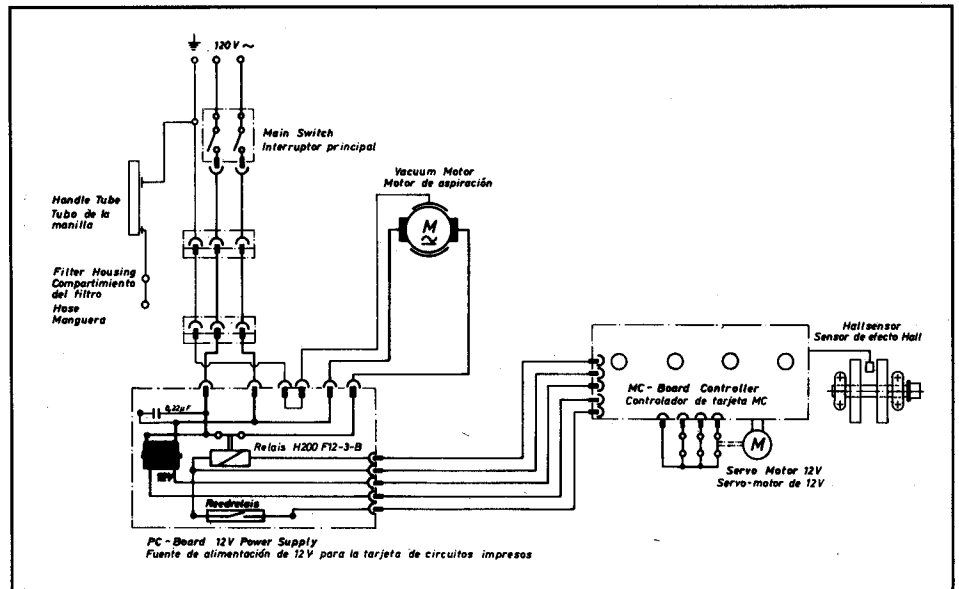 120 V ~
Main Switch
Interruptor principal
Vacuum Motor
Motor de aspiración
M
Handle Tube
Tubo de la
manilla
Filter Housing
Compartimiento
del filtro
Hose
Manguera
Hallsensor
Sensor de efecto Hall
MC-Board Controller
Controlador de tarjeta MC
0,22µF
Relais H200 F12-3-B
12V
M
Servo Motor 12V
Servo-motor de 12V
Reedrelais
PC-Board 12V Power Supply
Fuente de alimentación de 12V para la tarjeta de circuitos impresos